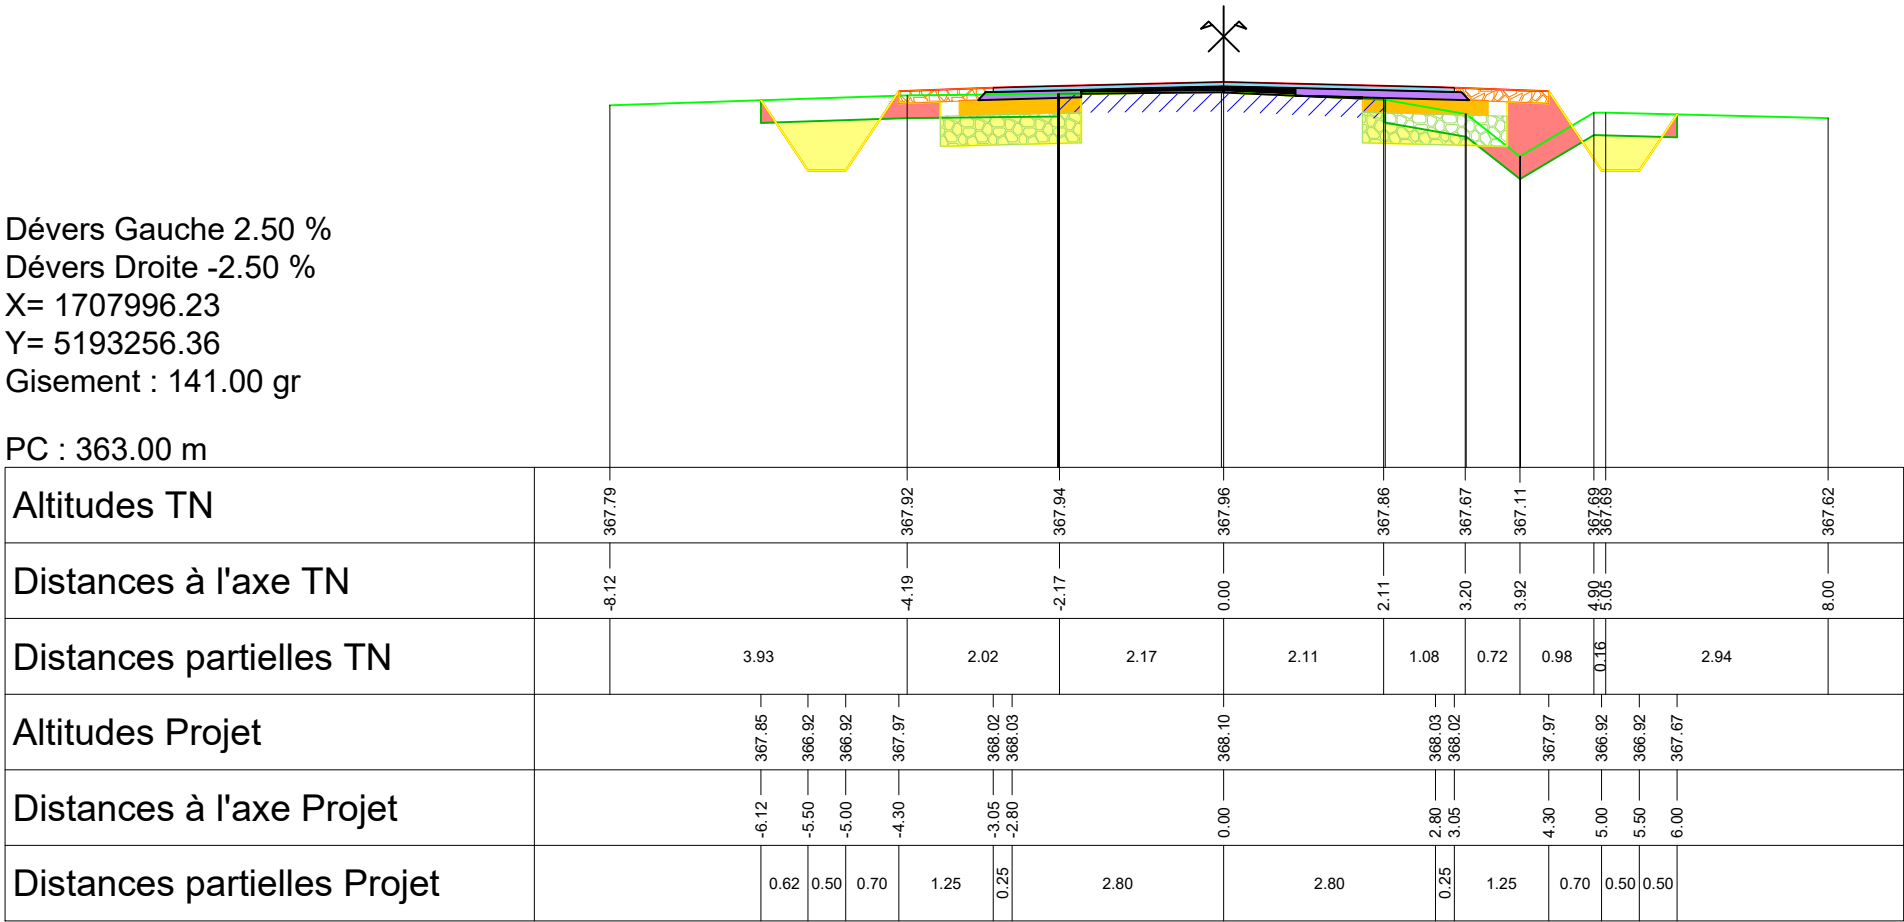 Dévers Gauche 2.50 %
Dévers Droite -2.50 %
X= 1707996.23
Y= 5193256.36
Gisement : 141.00 gr
PC : 363.00 m
Altitudes TN 367.79 367.92 367.94 367.96 367.86 367.67 367.11 367.69 367.69 367.62
Distances à l'axe TN -8.12 -4.19 -2.17 0.00 2.11 3.20 3.92 4.90 5.05 8.00
Distances partielles TN 3.93 2.02 2.17 2.11 1.08 0.72 0.98 0.16 2.94
Altitudes Projet 367.85 366.92 366.92 367.97 368.02 368.03 368.10 368.03 368.02 367.97 366.92 366.92 367.67
Distances à l'axe Projet -6.12 -5.50 -5.00 -4.30 -3.05 -2.80 0.00 2.80 3.05 4.30 5.00 5.50 6.00
Distances partielles Projet 0.62 0.50 0.70 1.25 0.25 2.80 2.80 0.25 1.25 0.70 0.50 0.50